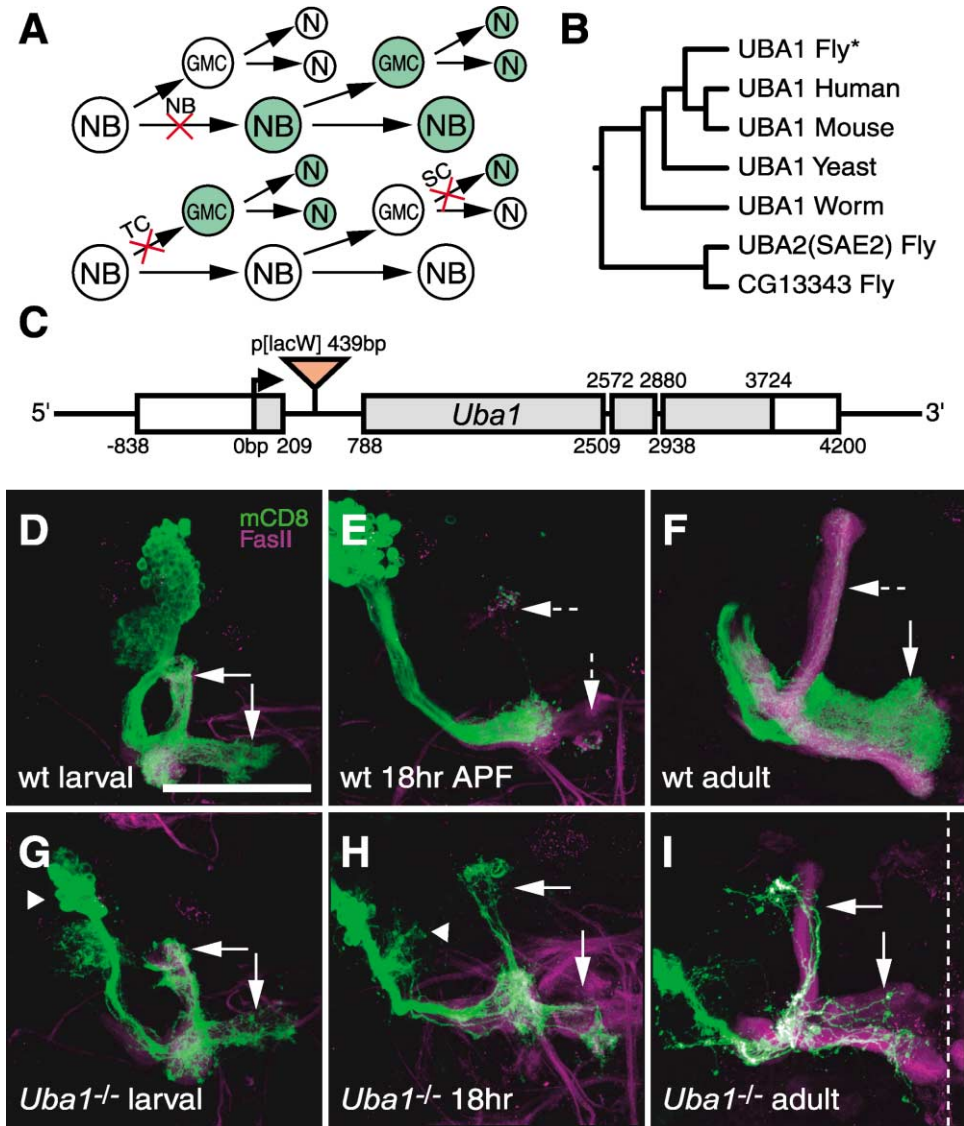 A
NB
GMC
N
N
NB
NB
GMC
N
N
NB
NB
TC
GMC
N
N
NB
GMC
SC
N
N
NB
B
UBA1 Fly*
UBA1 Human
UBA1 Mouse
UBA1 Yeast
UBA1 Worm
UBA2(SAE2) Fly
CG13343 Fly
C
p[lacW] 439bp
2572 2880 3724
5' Uba1 3'
-838 0bp 209 788 2509 2938 4200
D
mCD8
FasII
wt larval
E
wt 18hr APF
F
wt adult
G
Uba1-/- larval
H
Uba1-/- 18hr
I
Uba1-/- adult